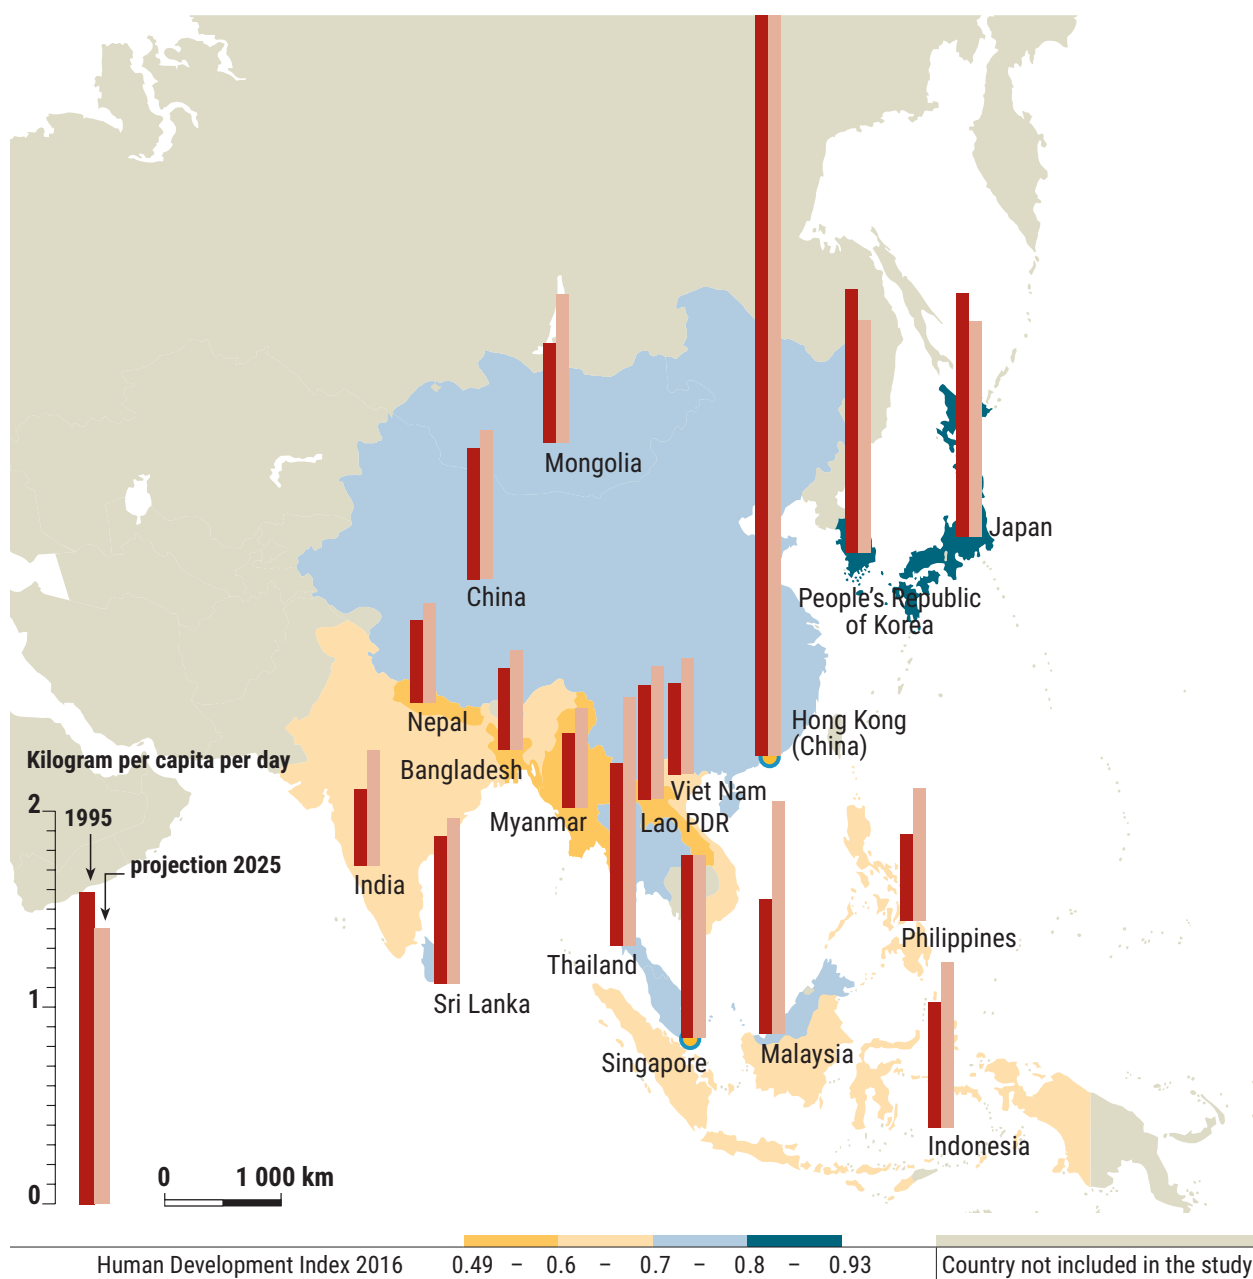 Mongolia
China
Japan
People's Republic
of Korea
Nepal
Hong Kong
(China)
Bangladesh
Viet Nam
Myanmar
Lao PDR
India
Philippines
Thailand
Sri Lanka
Singapore
Malaysia
Indonesia
Kilogram per capita per day
2
1995
projection 2025
1
0
0 1 000 km
Human Development Index 2016 0.49 – 0.6 – 0.7 – 0.8 – 0.93 Country not included in the study